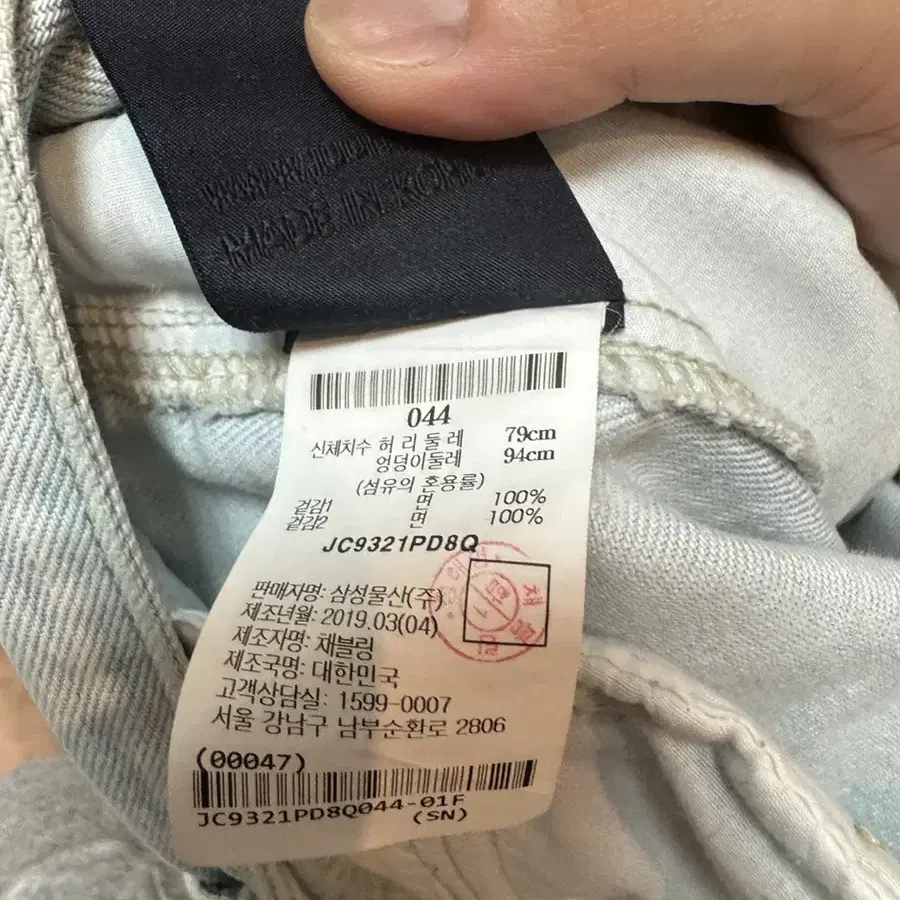 MADE IN KOREA
044
신체치수 허 리 둘 레 79cm
엉덩이둘레 94cm
(섬유의 혼용률)
겉감1 면 100%
겉감2 면 100%
JC9321PD8Q
판매자명: 삼성물산(주)
제조년월: 2019.03(04)
제조자명: 채블링
제조국명: 대한민국
고객상담실: 1599-0007
서울 강남구 남부순환로 2806
(00047)
JC9321PD8Q044-01F
(SN)